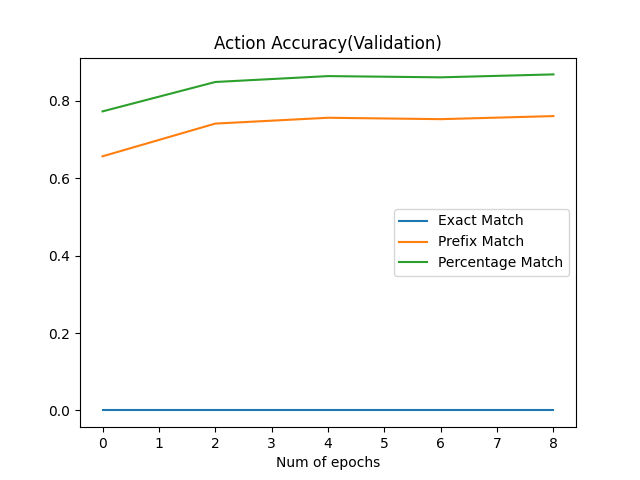 Action Accuracy(Validation)
0.8
0.6
0.4
0.2
0.0
Exact Match
Prefix Match
Percentage Match
0 1 2 3 4 5 6 7 8
Num of epochs